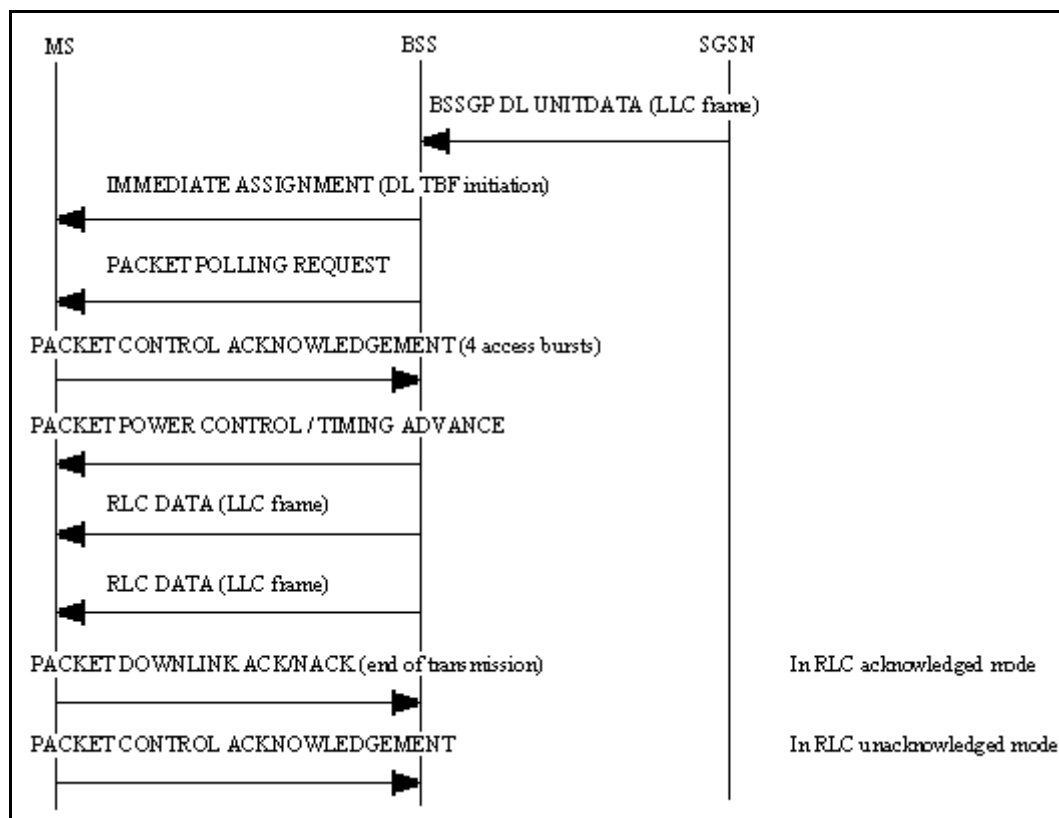 MS BSS SGSN
BSSGP DL UNITDATA (LLC frame)
IMMEDIATE ASSIGNMENT (DL TBF initiation)
PACKET POLLING REQUEST
PACKET CONTROL ACKNOWLEDGEMENT (4 access bursts)
PACKET POWER CONTROL / TIMING ADVANCE
RLC DATA (LLC frame)
RLC DATA (LLC frame)
PACKET DOWNLINK ACK/NACK (end of transmission) In RLC acknowledged mode
PACKET CONTROL ACKNOWLEDGEMENT In RLC unacknowledged mode